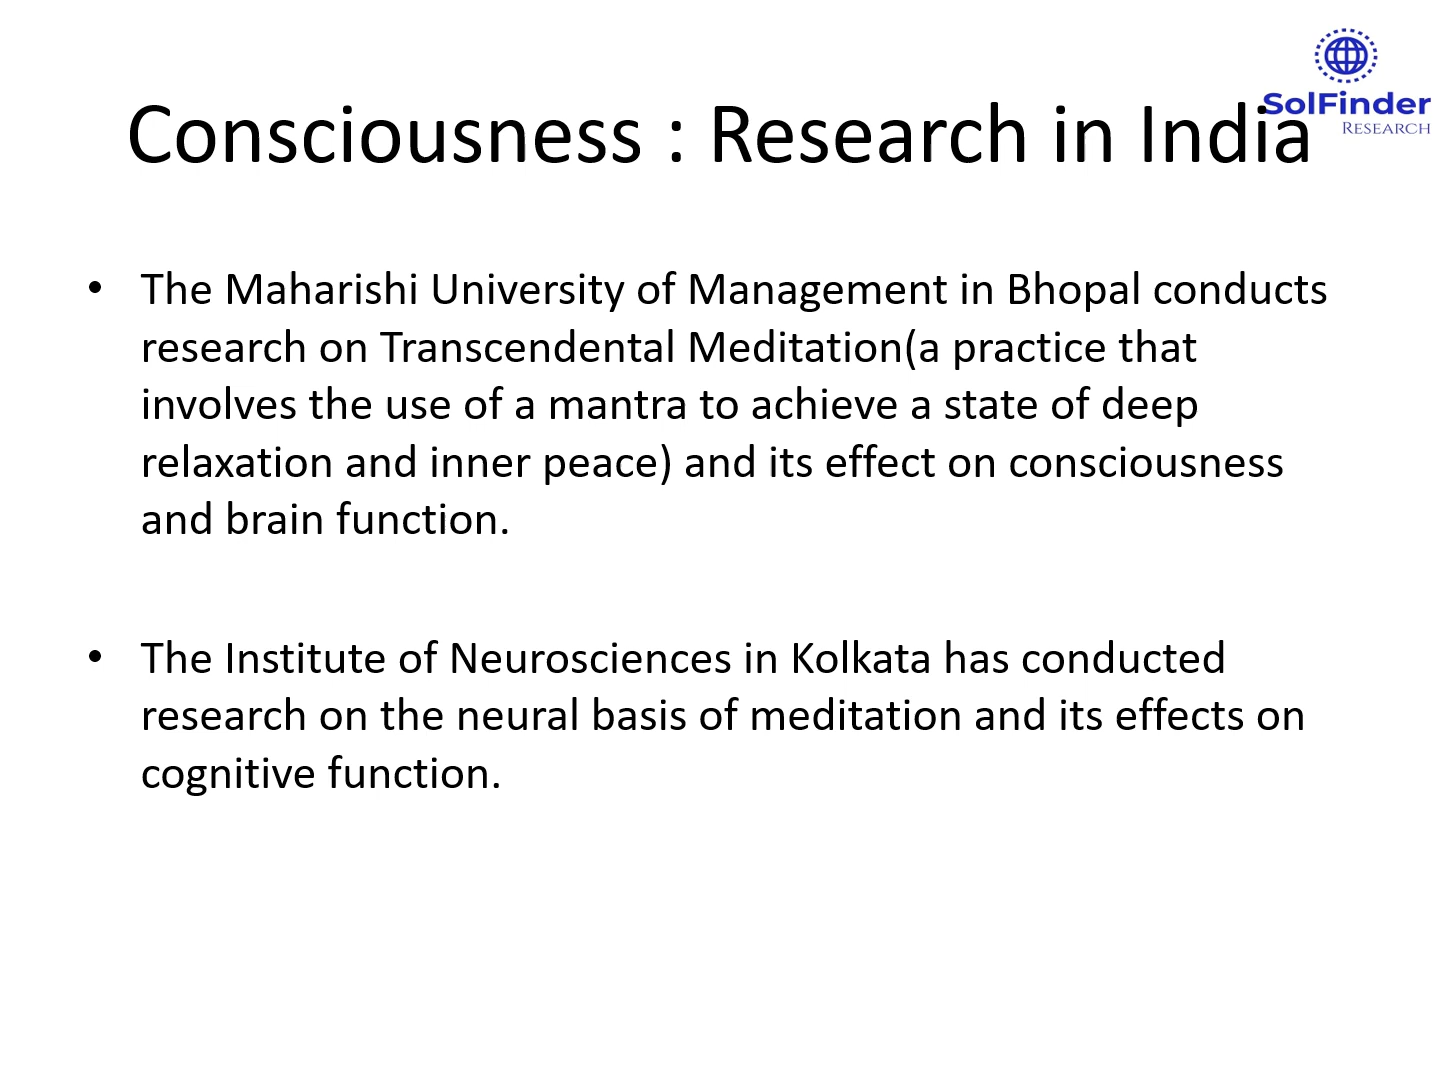 SolFinder
RESEARCH
Consciousness : Research in India
• The Maharishi University of Management in Bhopal conducts
research on Transcendental Meditation(a practice that
involves the use of a mantra to achieve a state of deep
relaxation and inner peace) and its effect on consciousness
and brain function.
• The Institute of Neurosciences in Kolkata has conducted
research on the neural basis of meditation and its effects on
cognitive function.